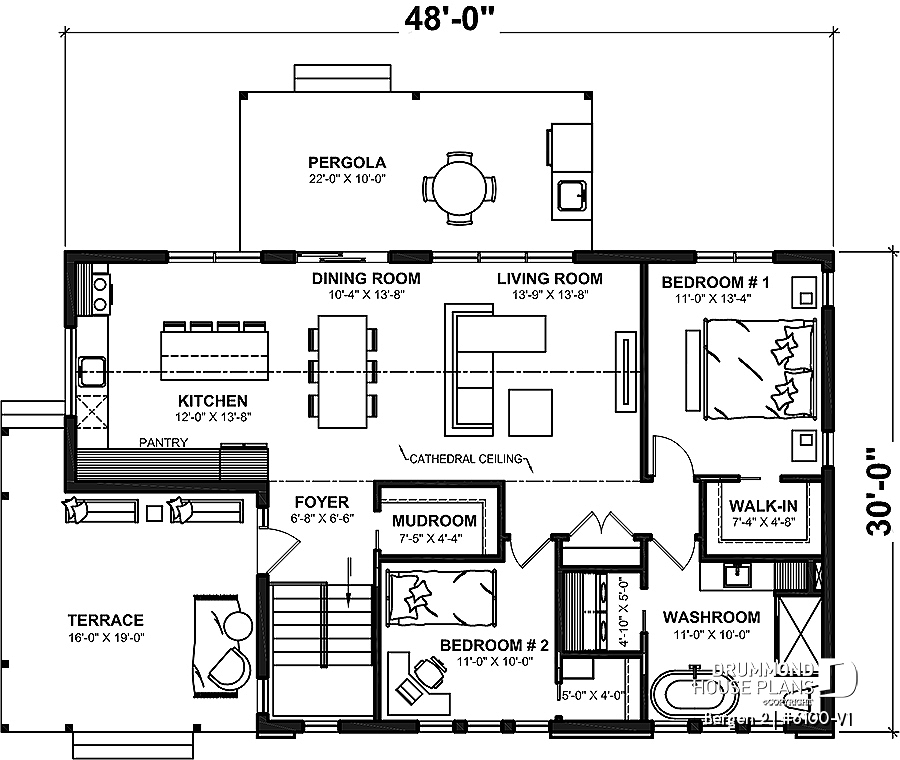 48'-0"
PERGOLA
22'-0" X 10'-0"
DINING ROOM
10'-4" X 13'-8"
LIVING ROOM
13'-9" X 13'-8"
BEDROOM # 1
11'-0" X 13'-4"
KITCHEN
12'-0" X 13'-8"
PANTRY
CATHEDRAL CEILING
30'-0"
FOYER
6'-8" X 6'-6"
MUDROOM
7'-5" X 4'-4"
WALK-IN
7'-4" X 4'-8"
TERRACE
16'-0" X 19'-0"
BEDROOM # 2
11'-0" X 10'-0"
4'-10" X 5'-0"
WASHROOM
11'-0" X 10'-0"
5'-0" X 4'-0"
DRUMMOND
HOUSE PLANS
©COPYRIGHT
Bergen 2 | #6100-V1